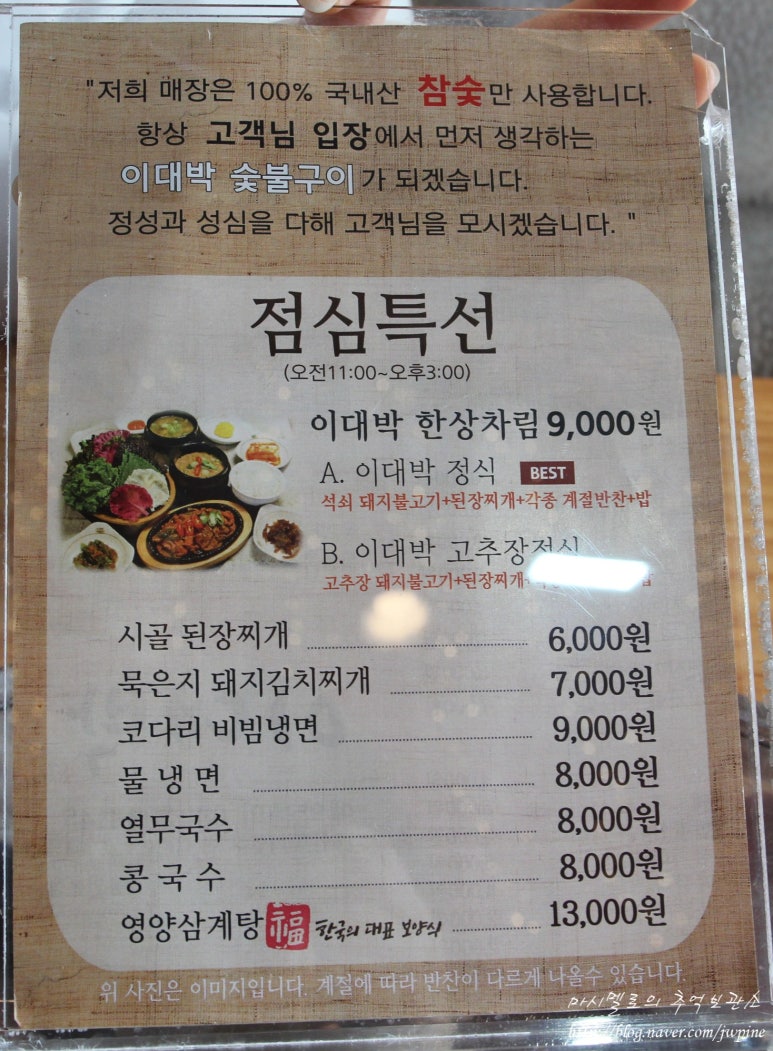 "저희 매장은 100% 국내산 참숯만 사용합니다.
항상 고객님 입장에서 먼저 생각하는
이대박 숯불구이가 되겠습니다.
정성과 성심을 다해 고객님을 모시겠습니다. "
점심특선
(오전11:00~오후3:00)
이대박 한상차림 9,000원
A. 이대박 정식 BEST
석쇠 돼지불고기+된장찌개+각종 계절반찬+밥
B. 이대박 고추장정식
고추장 돼지불고기+된장찌개+
시골 된장찌개 6,000원
묵은지 돼지김치찌개 7,000원
코다리 비빔냉면 9,000원
물 냉 면 8,000원
열무국수 8,000원
콩 국 수 8,000원
영양삼계탕 福 한국의 대표 보양식 13,000원
위 사진은 이미지입니다. 계절에 따라 반찬이 다르게 나올수 있습니다.
마시멜로의 추억보관소
http://blog.naver.com/jwpine